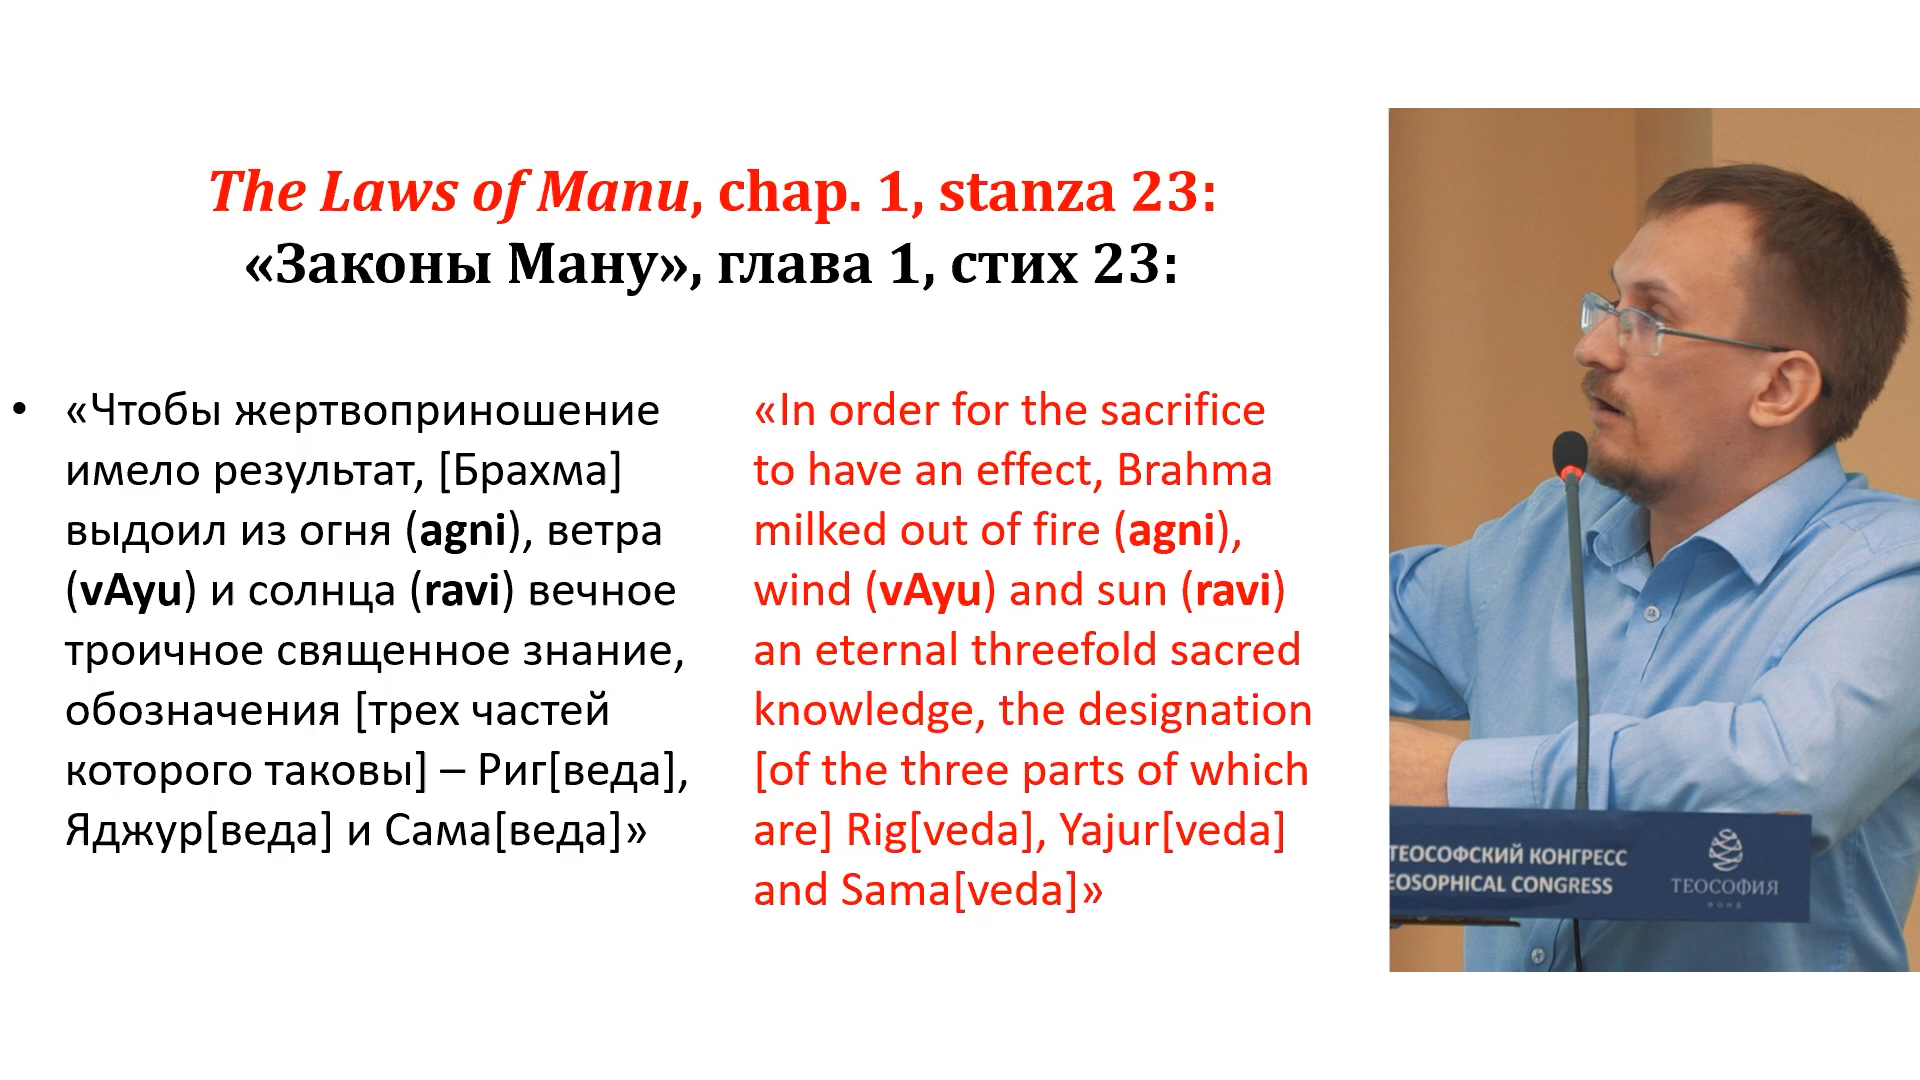 The Laws of Manu, chap. 1, stanza 23:
«Законы Ману», глава 1, стих 23:
• «Чтобы жертвоприношение
имело результат, [Брахма]
выдоил из огня (agni), ветра
(vAyu) и солнца (ravi) вечное
троичное священное знание,
обозначения [трех частей
которого таковы] – Риг[веда],
Яджур[веда] и Сама[веда]»
«In order for the sacrifice
to have an effect, Brahma
milked out of fire (agni),
wind (vAyu) and sun (ravi)
an eternal threefold sacred
knowledge, the designation
[of the three parts of which
are] Rig[veda], Yajur[veda]
and Sama[veda]»
ТЕОСОФСКИЙ КОНГРЕСС
EOSOPHICAL CONGRESS
ТЕОСОФИЯ
ФОНД